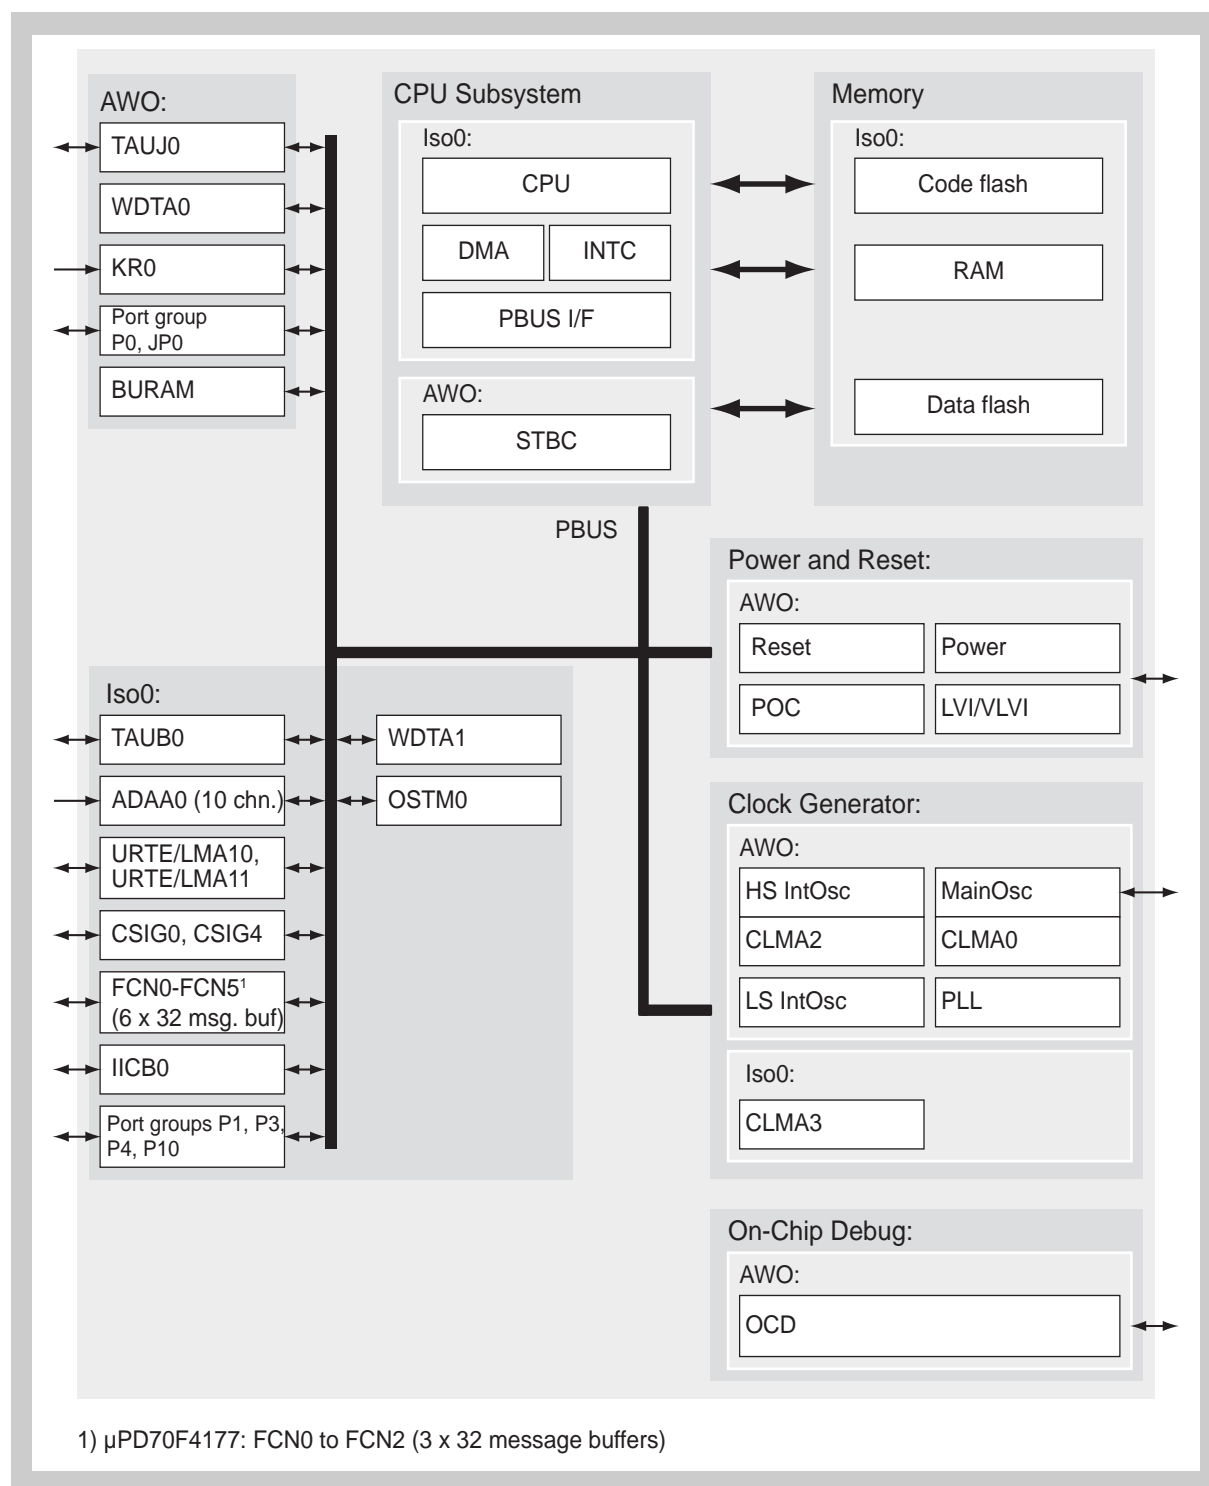 AWO:
TAUJ0
WDTA0
KR0
Port group
P0, JP0
BURAM
CPU Subsystem
Iso0:
CPU
DMA
INTC
PBUS I/F
AWO:
STBC
Memory
Iso0:
Code flash
RAM
Data flash
PBUS
Power and Reset:
AWO:
Reset
Power
POC
LVI/VLVI
Iso0:
TAUB0
WDTA1
ADAA0 (10 chn.)
OSTM0
URTE/LMA10,
URTE/LMA11
CSIG0, CSIG4
FCN0-FCN5¹
(6 x 32 msg. buf)
IICB0
Port groups P1, P3,
P4, P10
Clock Generator:
AWO:
HS IntOsc
MainOsc
CLMA2
CLMA0
LS IntOsc
PLL
Iso0:
CLMA3
On-Chip Debug:
AWO:
OCD
1) µPD70F4177: FCN0 to FCN2 (3 x 32 message buffers)